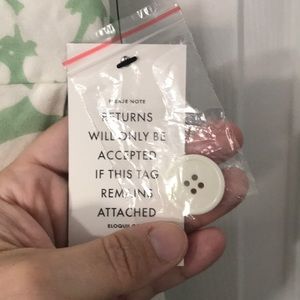 PLEASE NOTE
RETURNS
WILL ONLY BE
ACCEPTED
IF THIS TAG
REMAINS
ATTACHED